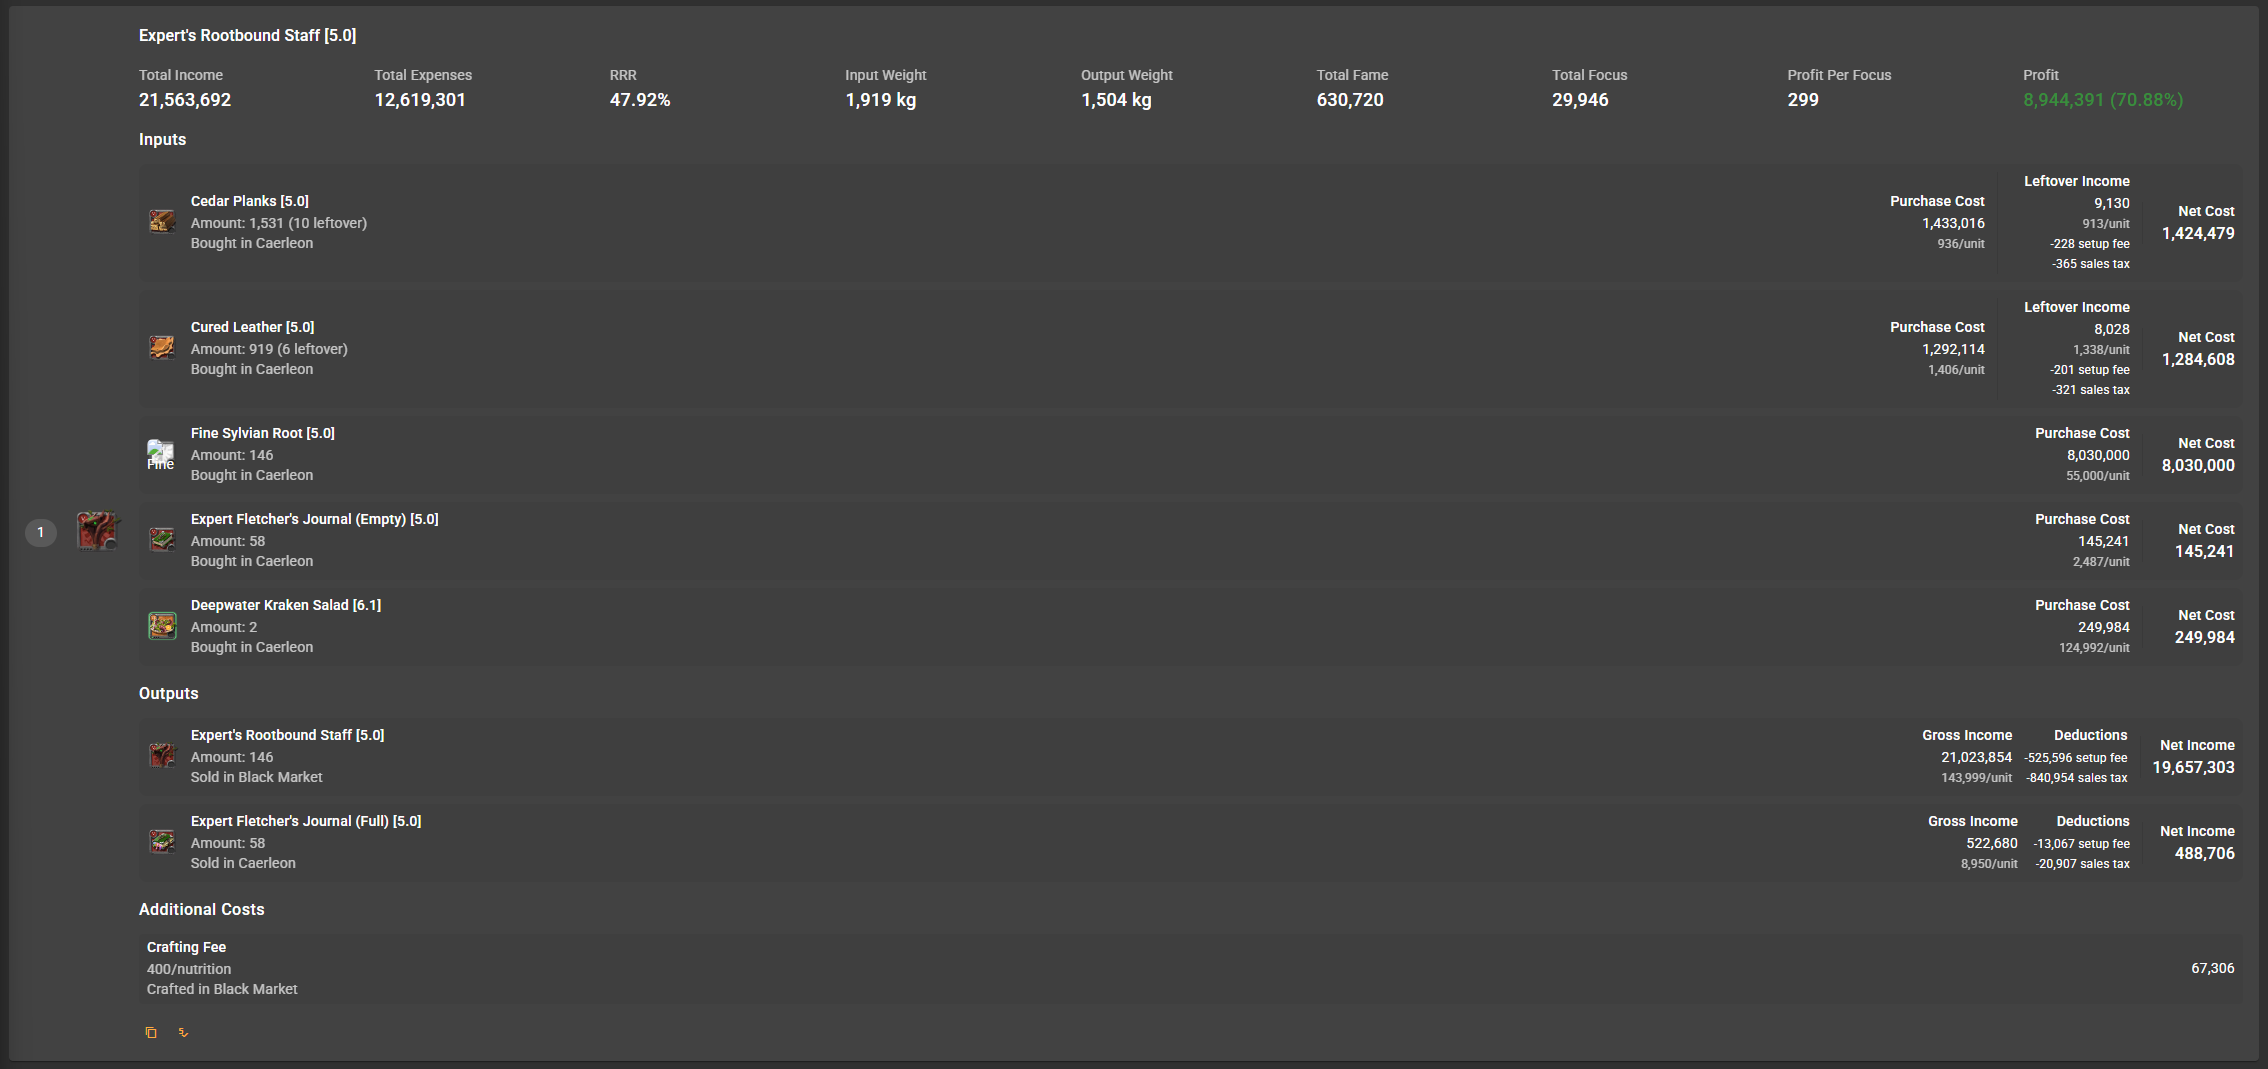 Expert's Rootbound Staff [5.0]
Total Income
21,563,692
Total Expenses
12,619,301
RRR
47.92%
Input Weight
1,919 kg
Output Weight
1,504 kg
Total Fame
630,720
Total Focus
29,946
Profit Per Focus
299
Profit
8,944,391 (70.88%)
Inputs
Cedar Planks [5.0]
Amount: 1,531 (10 leftover)
Bought in Caerleon
Purchase Cost
1,433,016
936/unit
Leftover Income
9,130
913/unit
-228 setup fee
-365 sales tax
Net Cost
1,424,479
Cured Leather [5.0]
Amount: 919 (6 leftover)
Bought in Caerleon
Purchase Cost
1,292,114
1,406/unit
Leftover Income
8,028
1,338/unit
-201 setup fee
-321 sales tax
Net Cost
1,284,608
Fine
Fine Sylvian Root [5.0]
Amount: 146
Bought in Caerleon
Purchase Cost
8,030,000
55,000/unit
Net Cost
8,030,000
1
Expert Fletcher's Journal (Empty) [5.0]
Amount: 58
Bought in Caerleon
Purchase Cost
145,241
2,487/unit
Net Cost
145,241
Deepwater Kraken Salad [6.1]
Amount: 2
Bought in Caerleon
Purchase Cost
249,984
124,992/unit
Net Cost
249,984
Outputs
Expert's Rootbound Staff [5.0]
Amount: 146
Sold in Black Market
Gross Income
21,023,854
143,999/unit
Deductions
-525,596 setup fee
-840,954 sales tax
Net Income
19,657,303
Expert Fletcher's Journal (Full) [5.0]
Amount: 58
Sold in Caerleon
Gross Income
522,680
8,950/unit
Deductions
-13,067 setup fee
-20,907 sales tax
Net Income
488,706
Additional Costs
Crafting Fee
400/nutrition
Crafted in Black Market
67,306